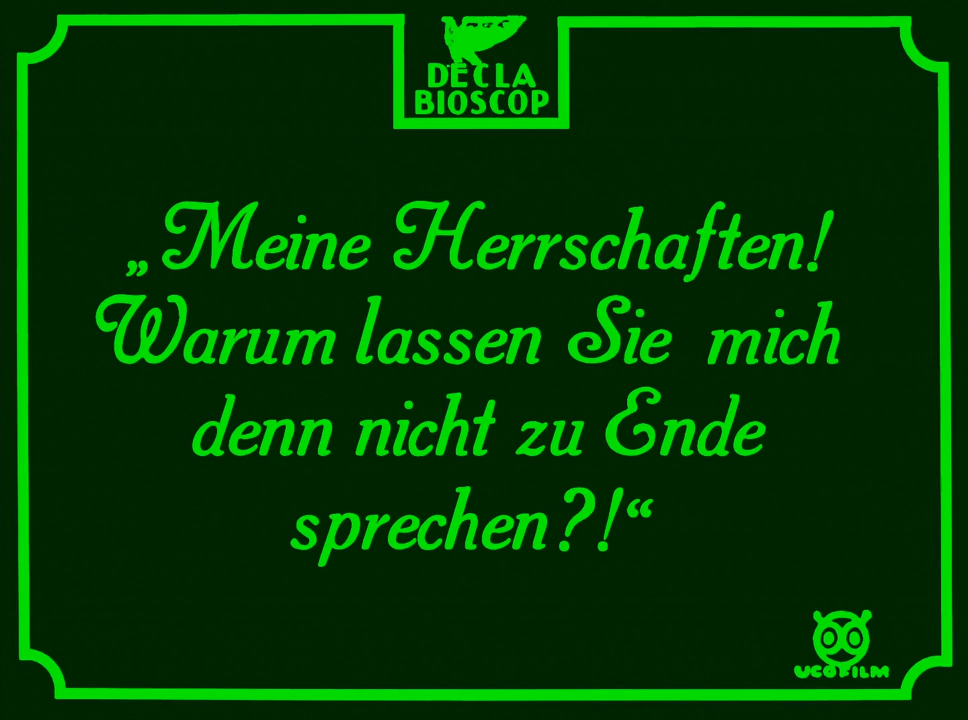 DECLA
BIOSCOP
„Meine Herrschaften!
Warum lassen Sie mich
denn nicht zu Ende
sprechen?!“
UCOFILM